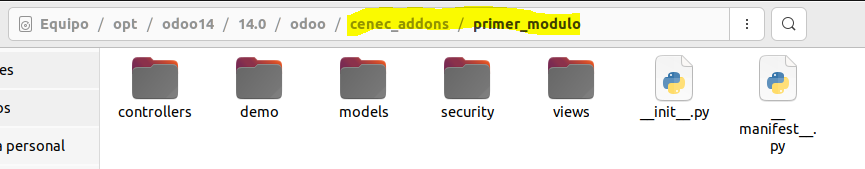 Equipo / opt / odoo14 / 14.0 / odoo / cenec_addons / primer_modulo
es
os
a personal
controllers
demo
models
security
views
__init__.py
__
manifest__.
py